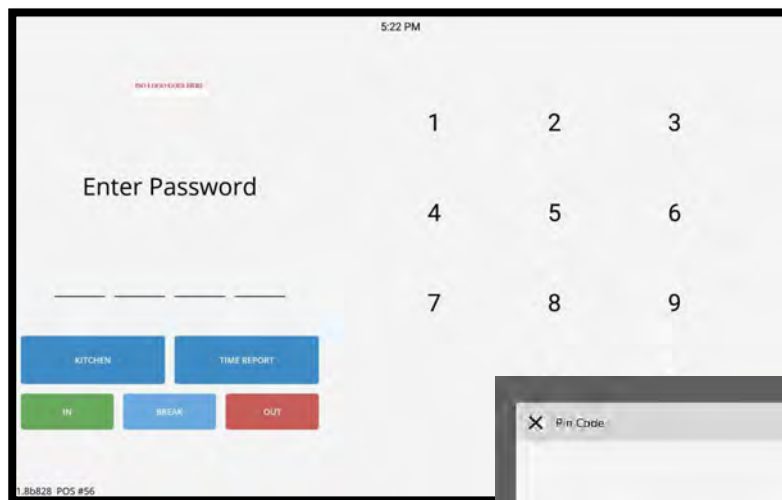 5:22 PM
Enter Password
1 2 3
4 5 6
7 8 9
KITCHEN TIME REPORT
IN BREAK OUT
Pin Code
1.8b828 POS #56